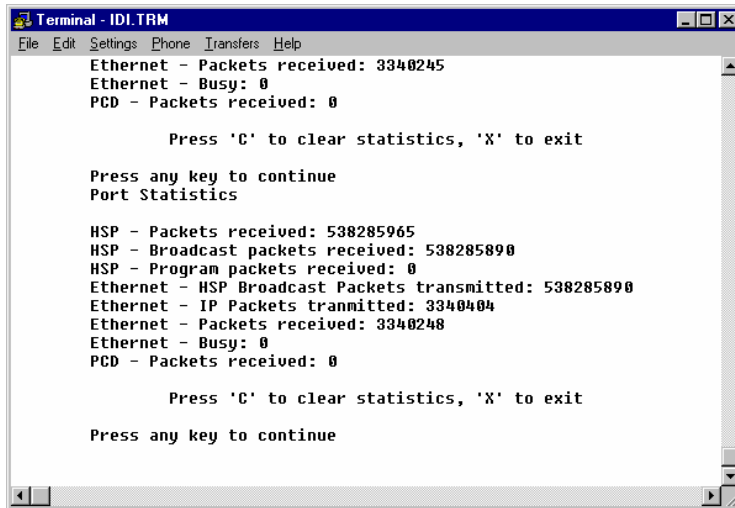 Terminal - IDI.TRM
File Edit Settings Phone Transfers Help
Ethernet - Packets received: 3340245
Ethernet - Busy: 0
PCD - Packets received: 0
Press 'C' to clear statistics, 'X' to exit
Press any key to continue
Port Statistics
HSP - Packets received: 538285965
HSP - Broadcast packets received: 538285890
HSP - Program packets received: 0
Ethernet - HSP Broadcast Packets transmitted: 538285890
Ethernet - IP Packets tranmitted: 3340404
Ethernet - Packets received: 3340248
Ethernet - Busy: 0
PCD - Packets received: 0
Press 'C' to clear statistics, 'X' to exit
Press any key to continue